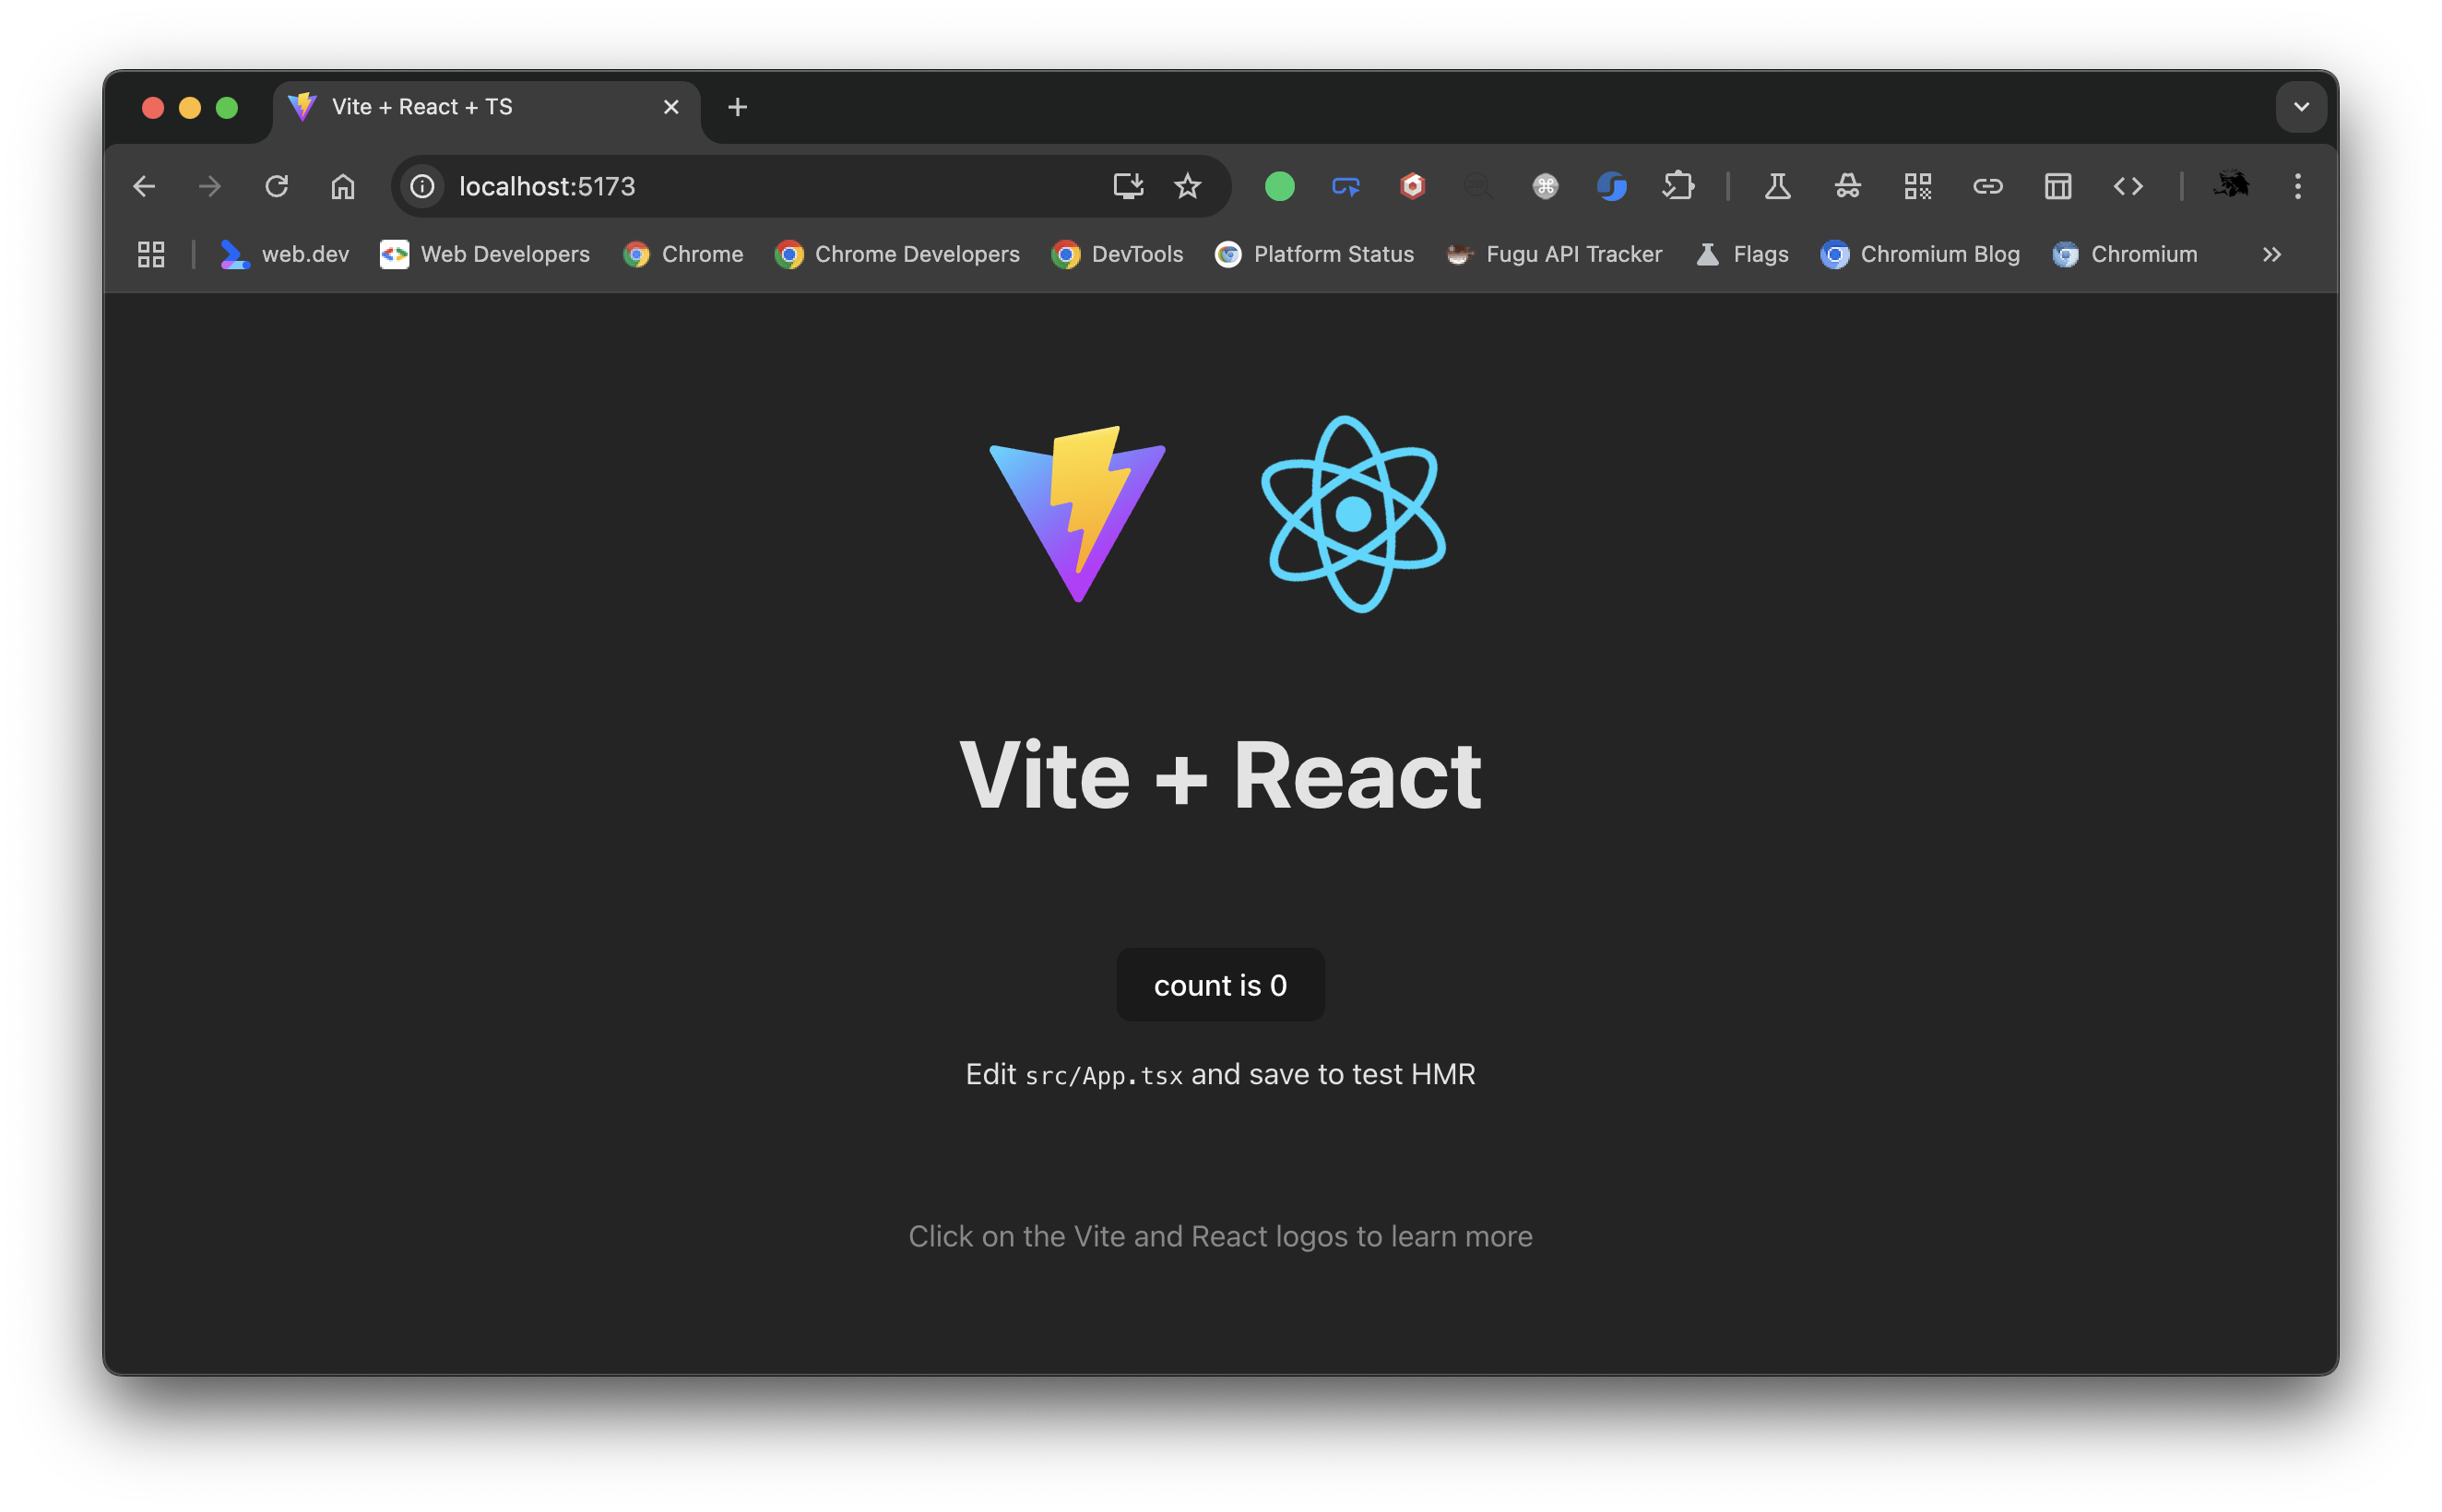 Vite + React + TS
localhost:5173
web.dev Web Developers Chrome Chrome Developers DevTools Platform Status Fugu API Tracker Flags Chromium Blog Chromium
Vite + React
count is 0
Edit src/App.tsx and save to test HMR
Click on the Vite and React logos to learn more